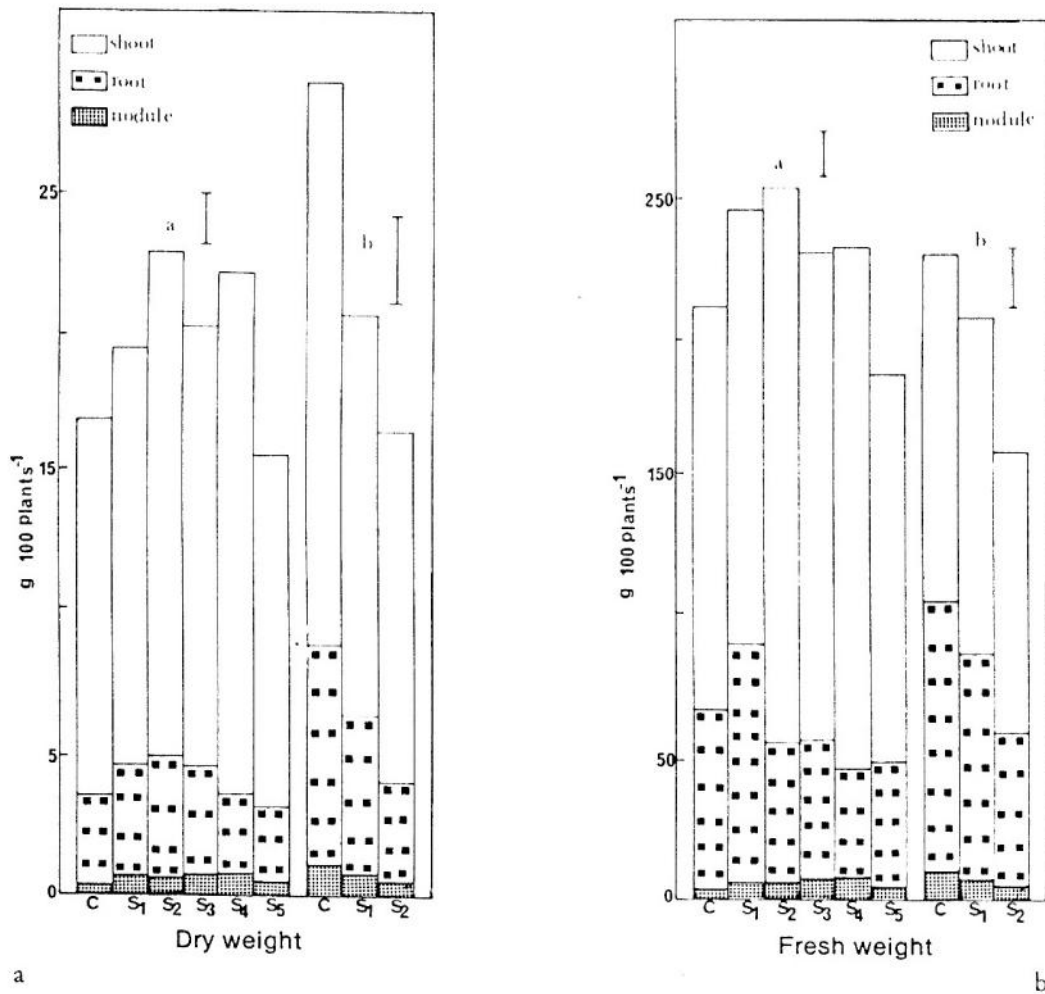 shoot
root
nodule
25
15
5
0
g 100 plants⁻¹
a
b
C S₁ S₂ S₃ S₄ S₅ C S₁ S₂
Dry weight
a
shoot
root
nodule
250
150
50
0
g 100 plants⁻¹
a
b
C S₁ S₂ S₃ S₄ S₅ C S₁ S₂
Fresh weight
b